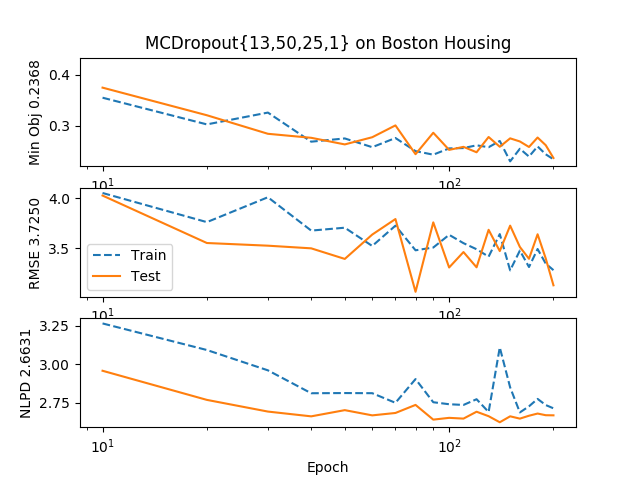 MCDropout{13,50,25,1} on Boston Housing
Min Obj 0.2368
0.4
0.3
10¹
10²
RMSE 3.7250
4.0
3.5
Train
Test
10¹
10²
NLPD 2.6631
3.25
3.00
2.75
10¹
10²
Epoch